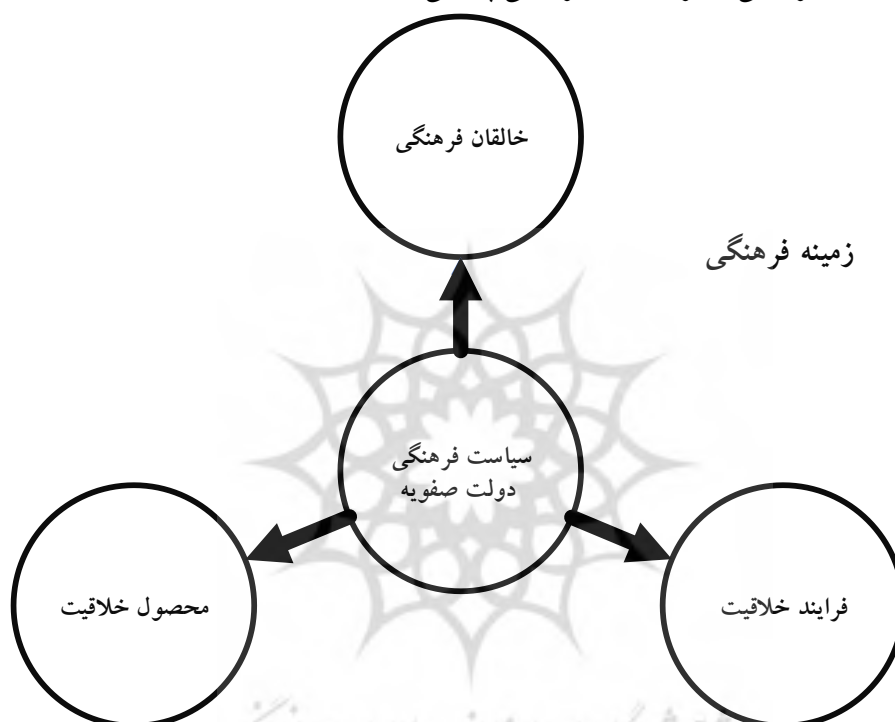 خالقان فرهنگی
زمینه فرهنگی
سیاست فرهنگی
دولت صفویه
محصول خلاقیت
فرایند خلاقیت